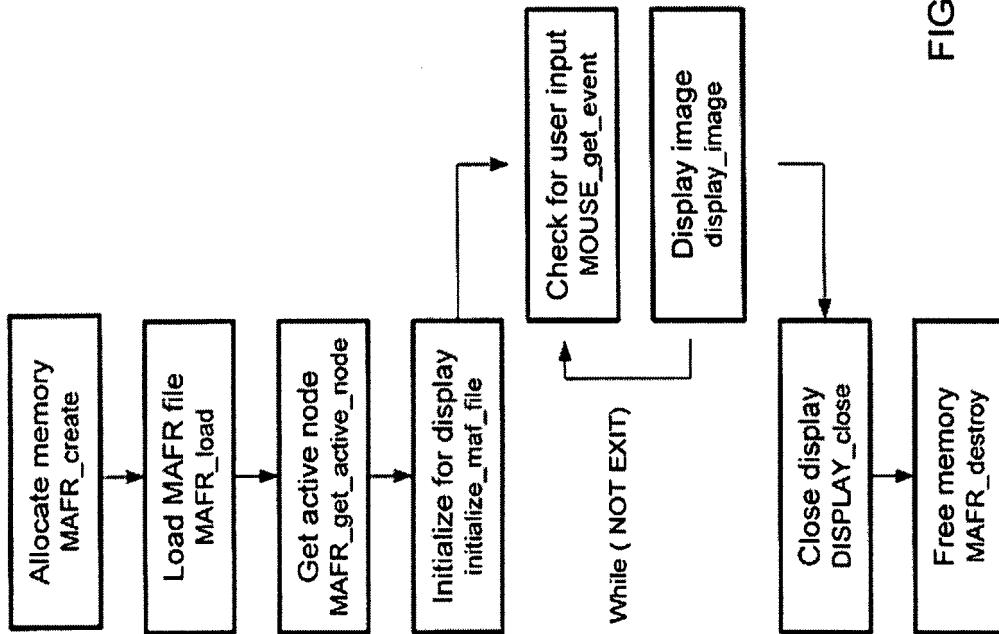 Allocate memory
MAFR_create
Load MAFR file
MAFR_load
Get active node
MAFR_get_active_node
Initialize for display
initialize_maf_file
Check for user input
MOUSE_get_event
While ( NOT EXIT)
Display image
display_image
Close display
DISPLAY_close
Free memory
MAFR_destroy
FIG